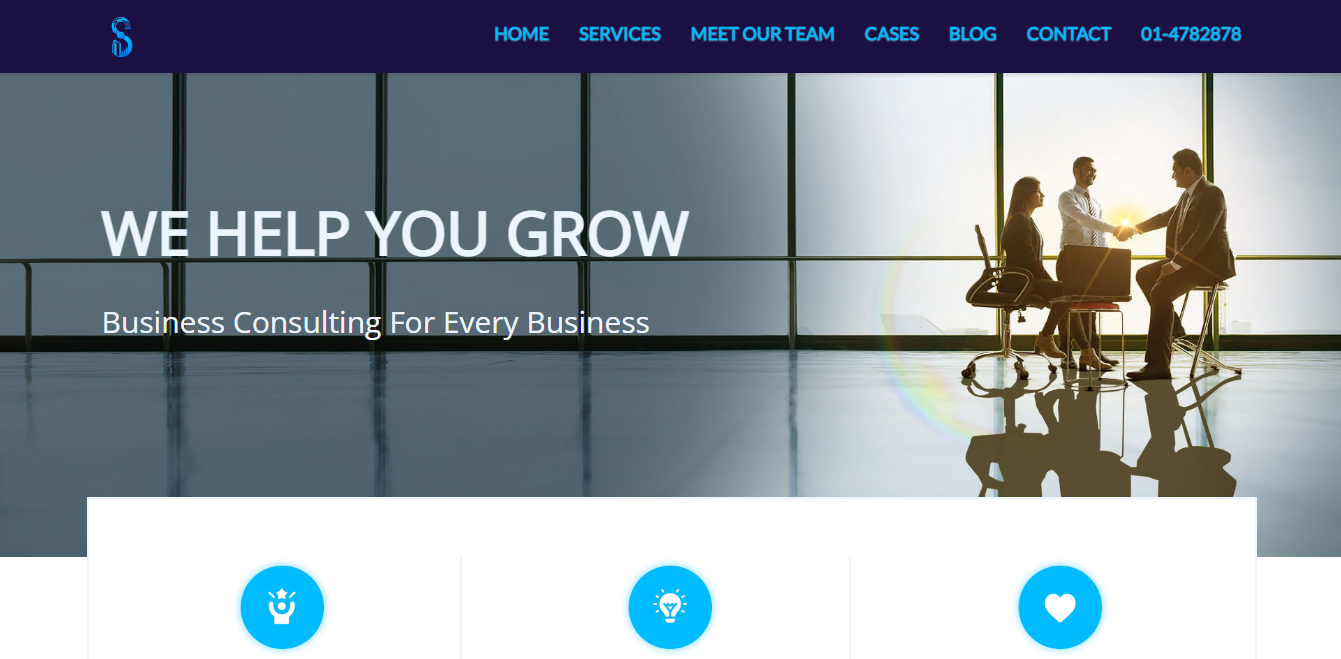 HOME SERVICES MEET OUR TEAM CASES BLOG CONTACT 01-4782878
WE HELP YOU GROW
Business Consulting For Every Business